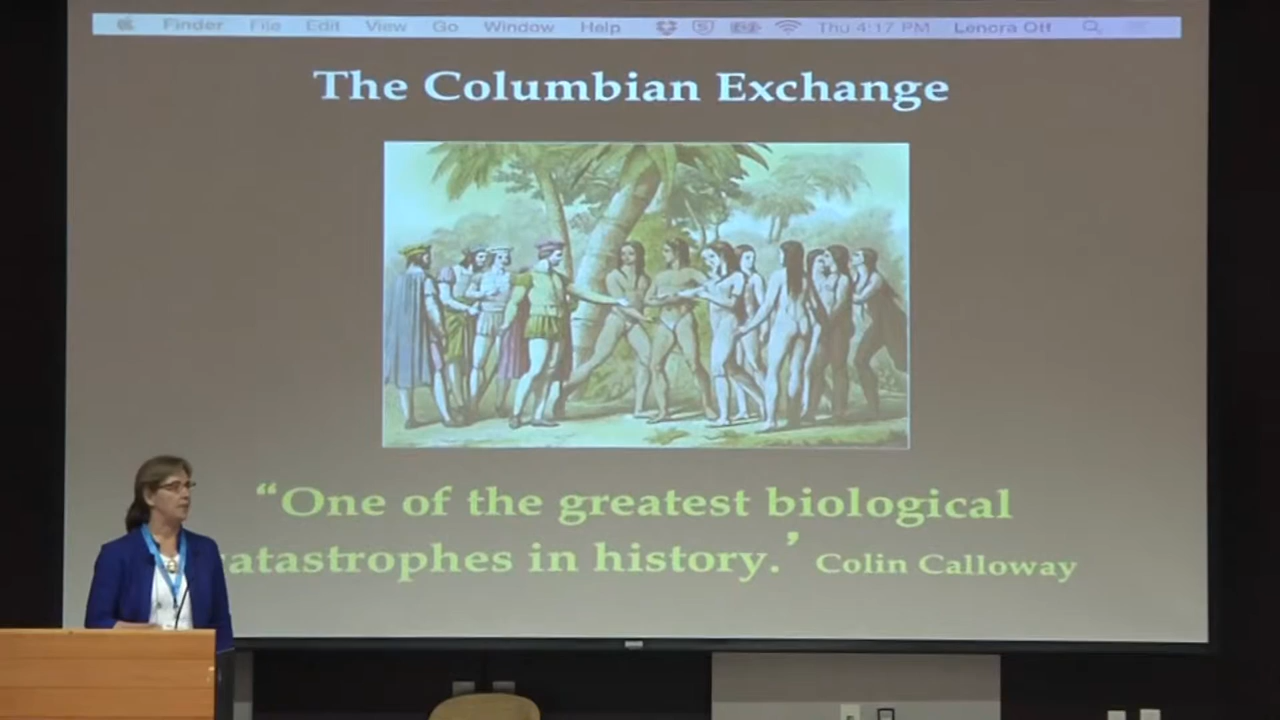 Finder File Edit View Go Window Help Thu 4:17 PM Lenora Ott
The Columbian Exchange
“One of the greatest biological
atastrophes in history.’ Colin Calloway